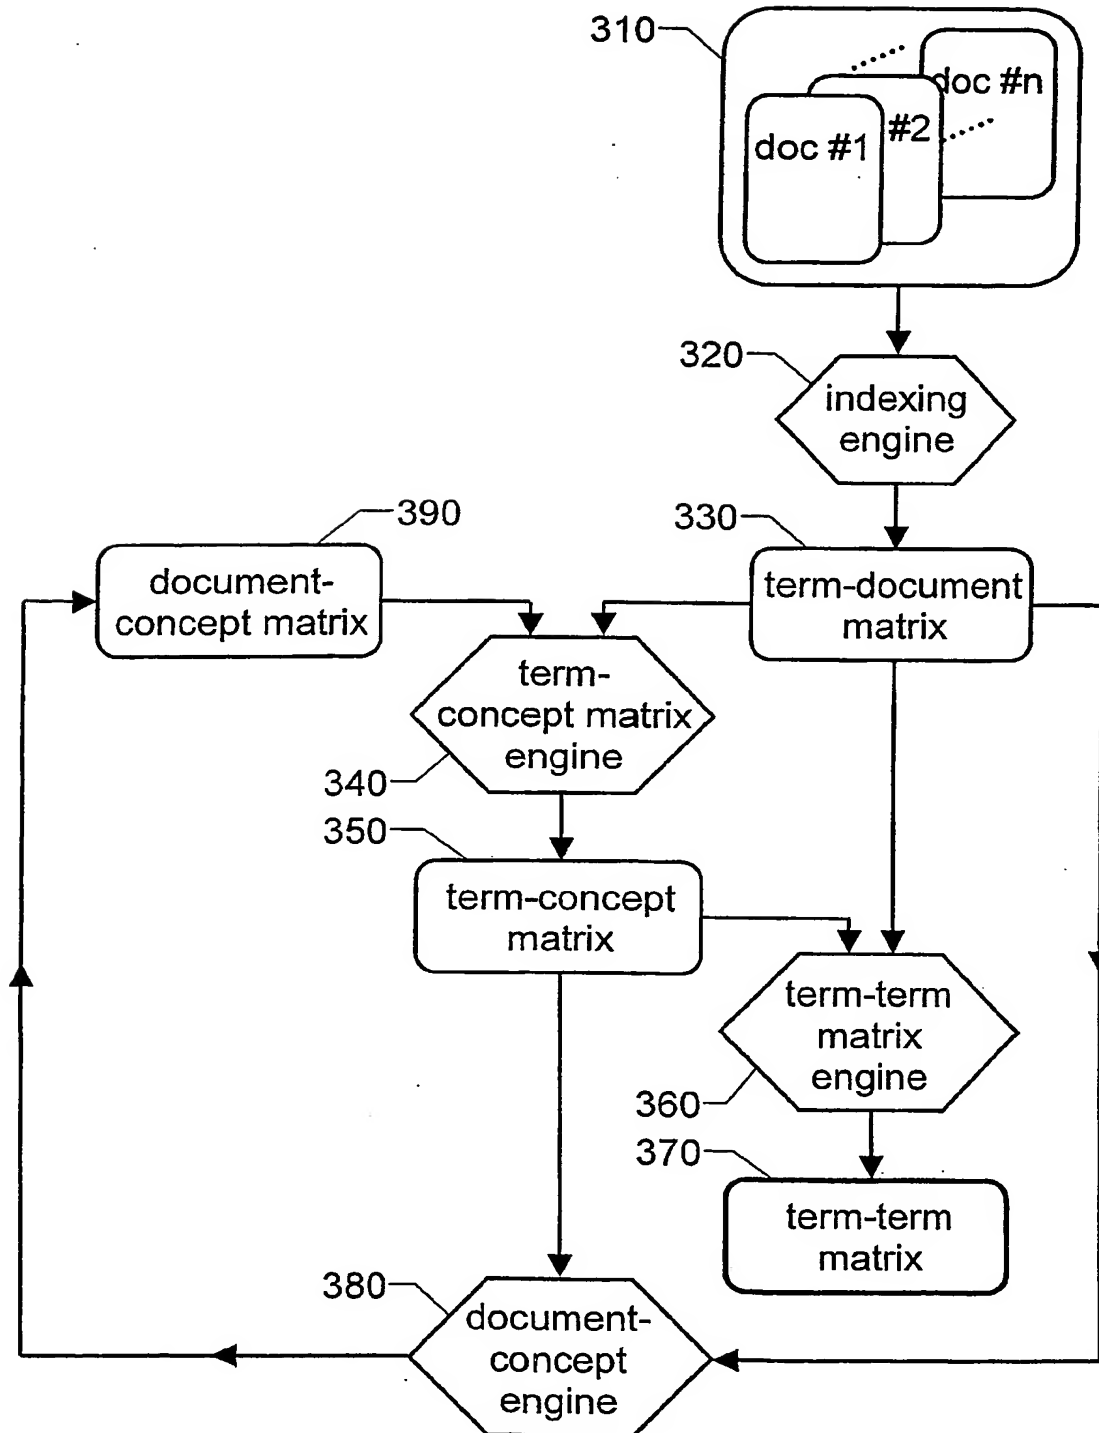 310
doc #n
#2
doc #1
320
indexing
engine
390
330
document-
concept matrix
term-document
matrix
term-
concept matrix
engine
340
350
term-concept
matrix
term-term
matrix
engine
360
370
term-term
matrix
380
document-
concept
engine